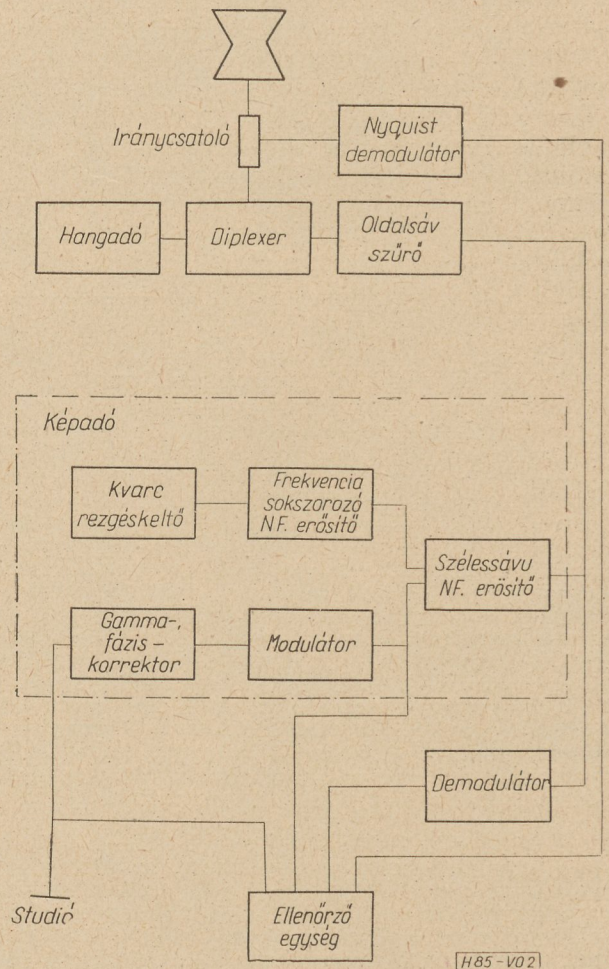 Iránycsatoló
Nyquist
demodulátor
Hangadó
Diplexer
Oldalsáv
szűrő
Képadó
Kvarc
rezgéskeltő
Frekvencia
sokszorozó
NF. erősítő
Szélessávu
NF. erősítő
Gamma-,
fázis –
korrektor
Modulátor
Demodulátor
Studió
Ellenőrző
egység
H85-V02